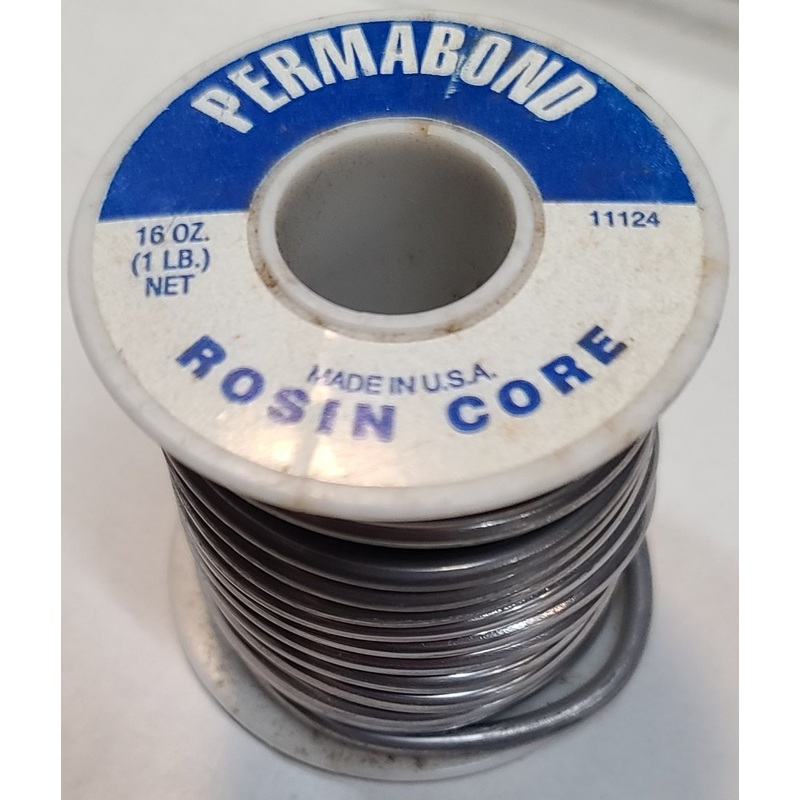 PERMABOND
16 OZ.
(1 LB.)
NET
11124
MADE IN U.S.A.
ROSIN CORE